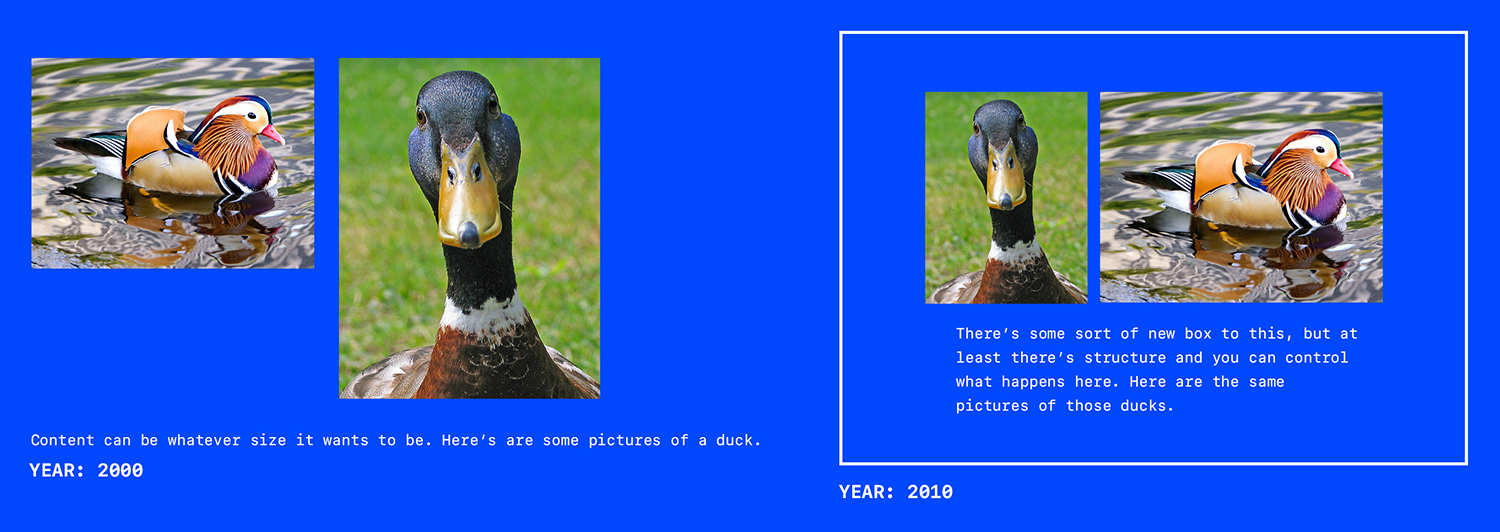 Content can be whatever size it wants to be. Here’s are some pictures of a duck.
YEAR: 2000
There’s some sort of new box to this, but at
least there’s structure and you can control
what happens here. Here are the same
pictures of those ducks.
YEAR: 2010